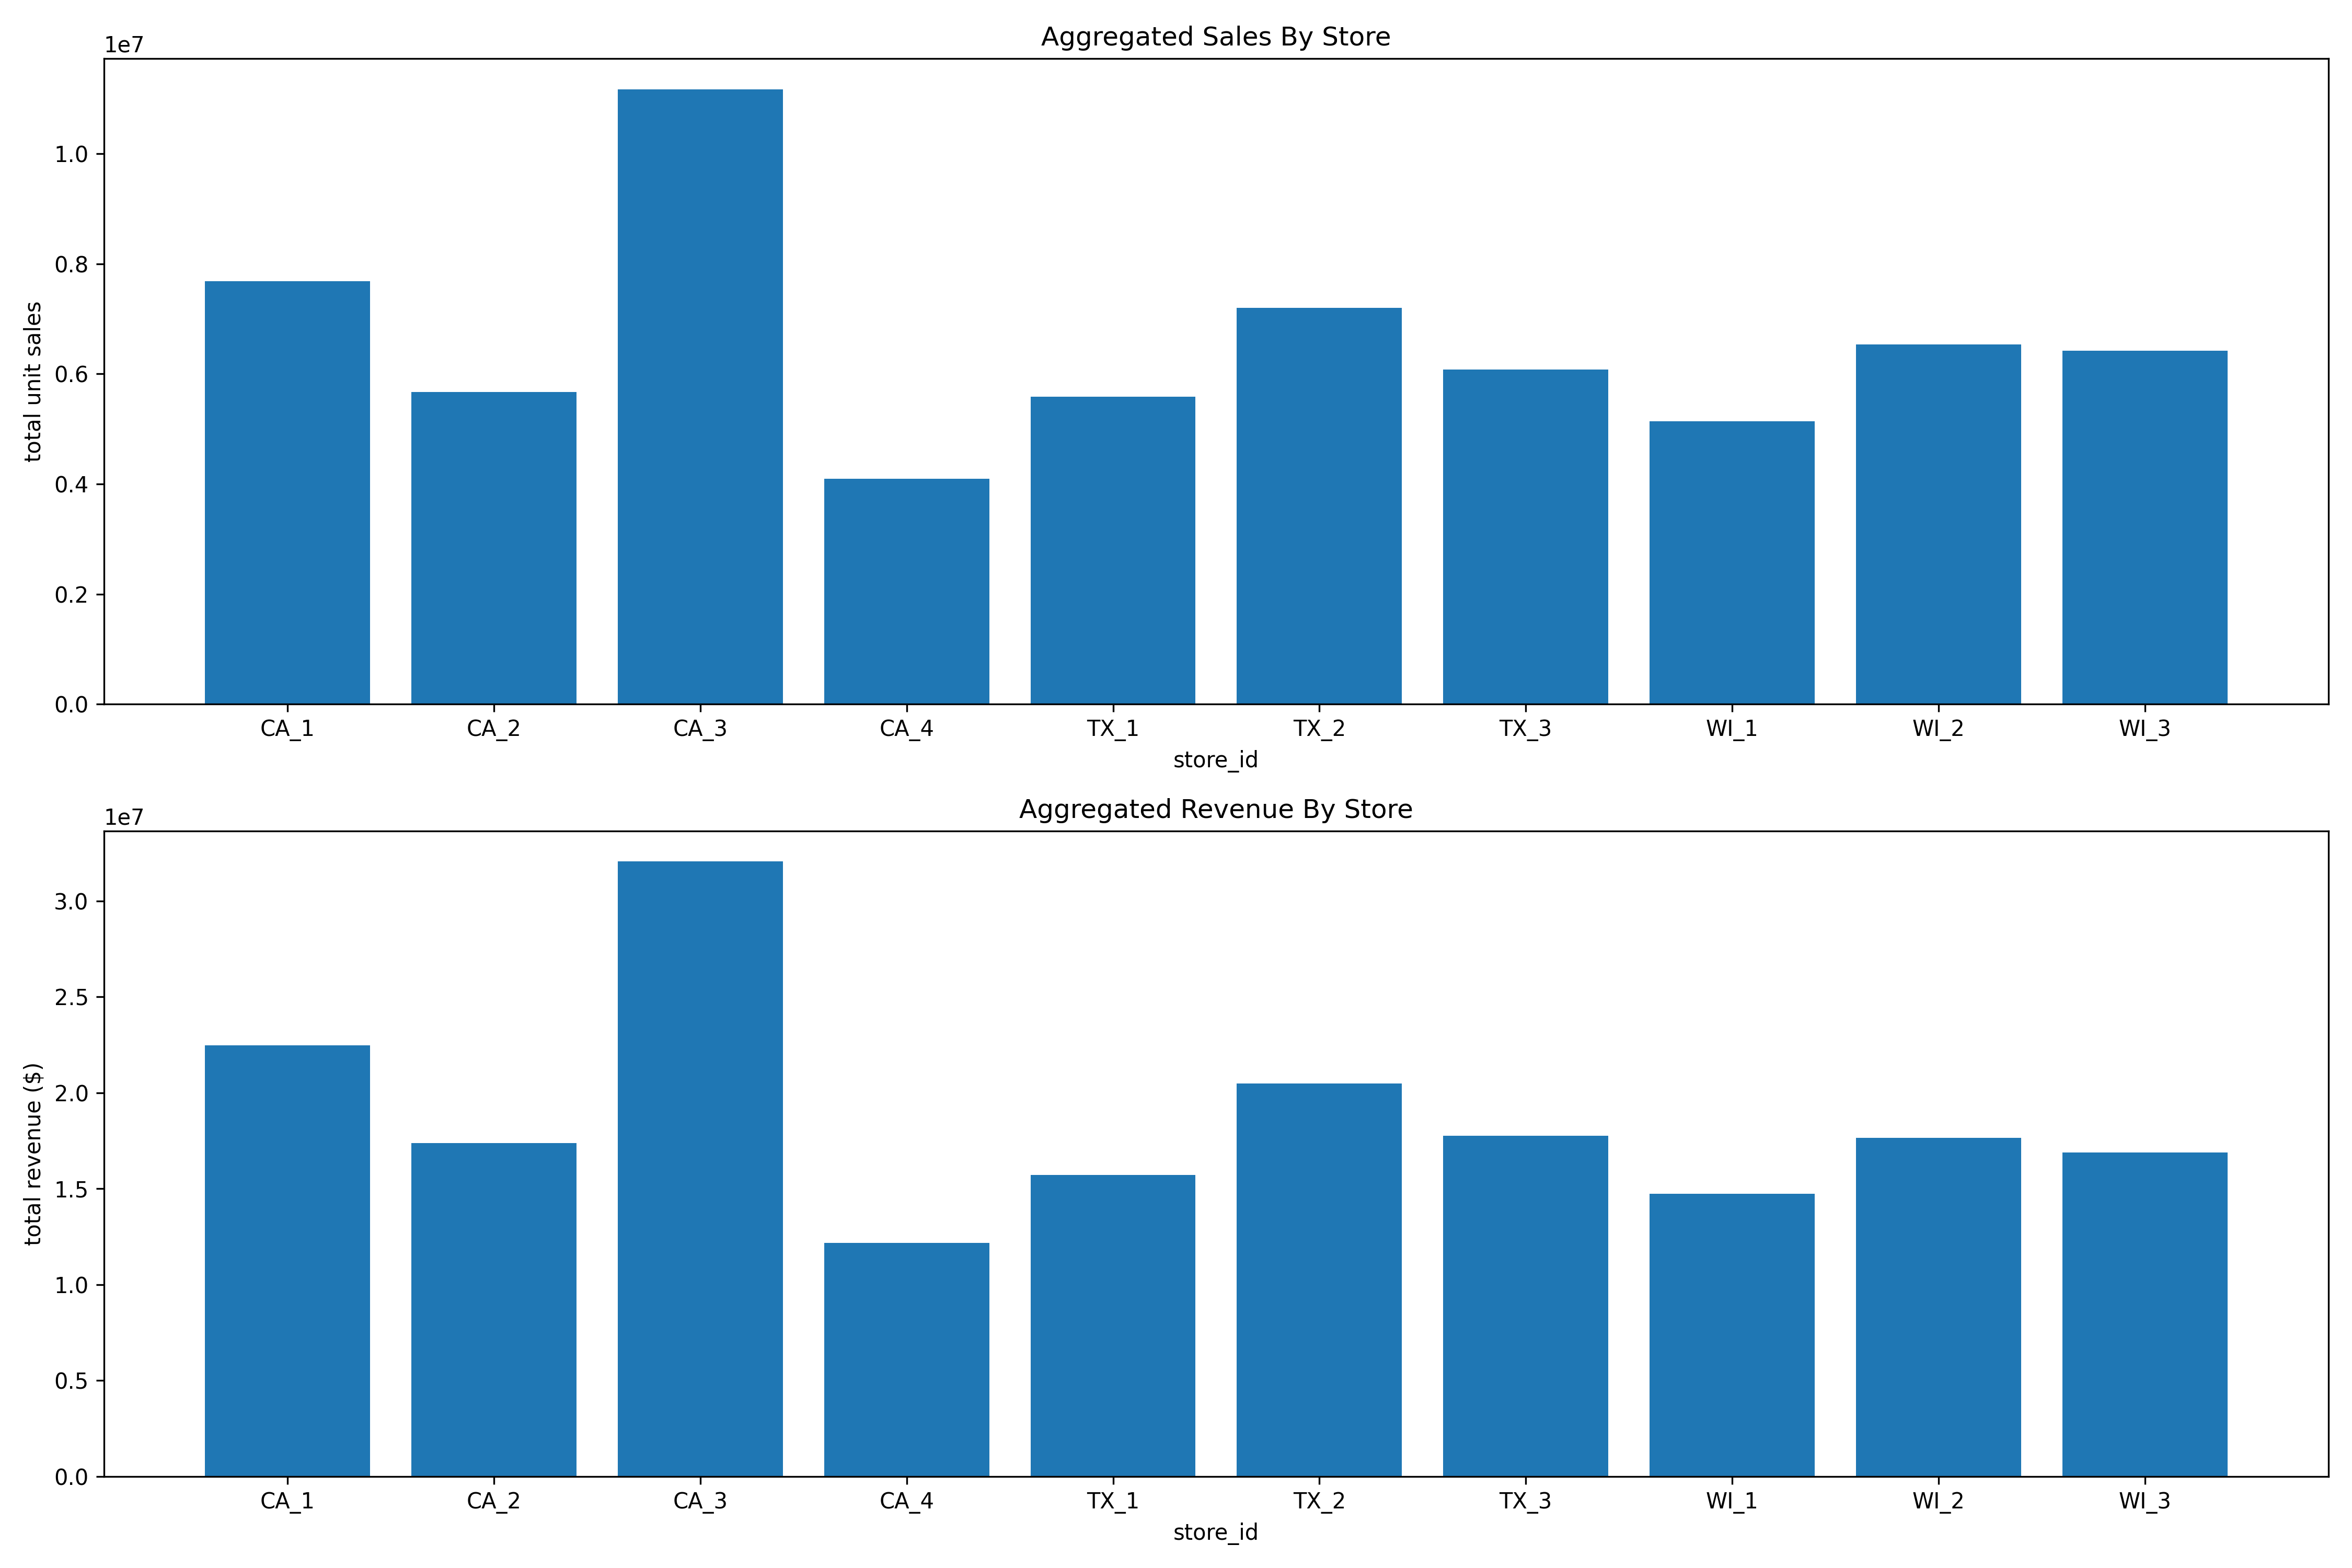 Aggregated Sales By Store
1e7
1.0
0.8
0.6
0.4
0.2
0.0
total unit sales
CA_1 CA_2 CA_3 CA_4 TX_1 TX_2 TX_3 WI_1 WI_2 WI_3
store_id
Aggregated Revenue By Store
1e7
3.0
2.5
2.0
1.5
1.0
0.5
0.0
total revenue ($)
CA_1 CA_2 CA_3 CA_4 TX_1 TX_2 TX_3 WI_1 WI_2 WI_3
store_id